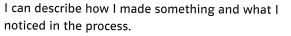 I can describe how I made something and what I
noticed in the process.